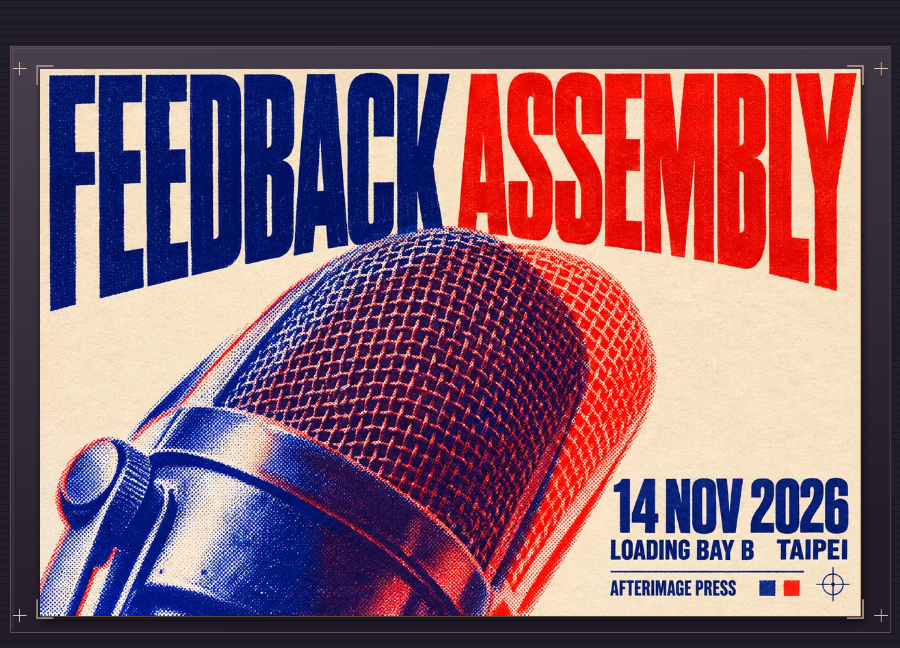 FEEDBACK ASSEMBLY
14 NOV 2026
LOADING BAY B TAIPEI
AFTERIMAGE PRESS